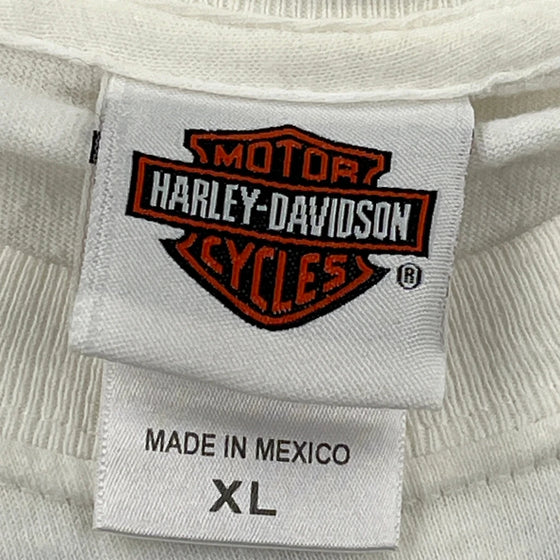 MOTOR
HARLEY-DAVIDSON
CYCLES
®
MADE IN MEXICO
XL